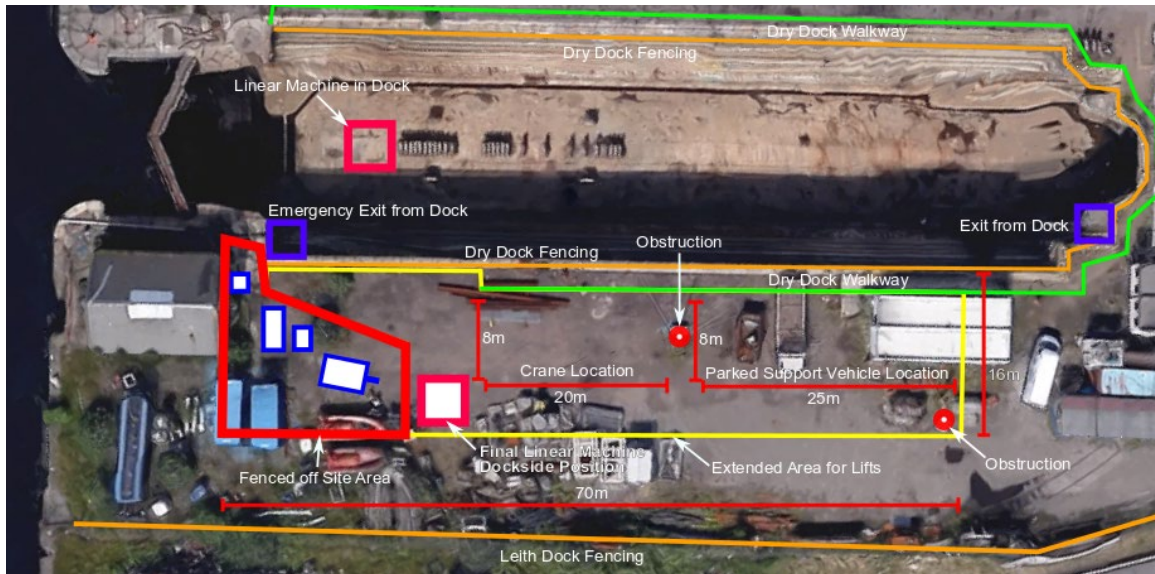 Dry Dock Walkway
Dry Dock Fencing
Linear Machine in Dock
Emergency Exit from Dock
Exit from Dock
Obstruction
Dry Dock Fencing
Dry Dock Walkway
8m
8m
Crane Location
Parked Support Vehicle Location
16m
20m
25m
Final Linear Machine
Dockside Position
Fenced off Site Area
Extended Area for Lifts
Obstruction
70m
Leith Dock Fencing